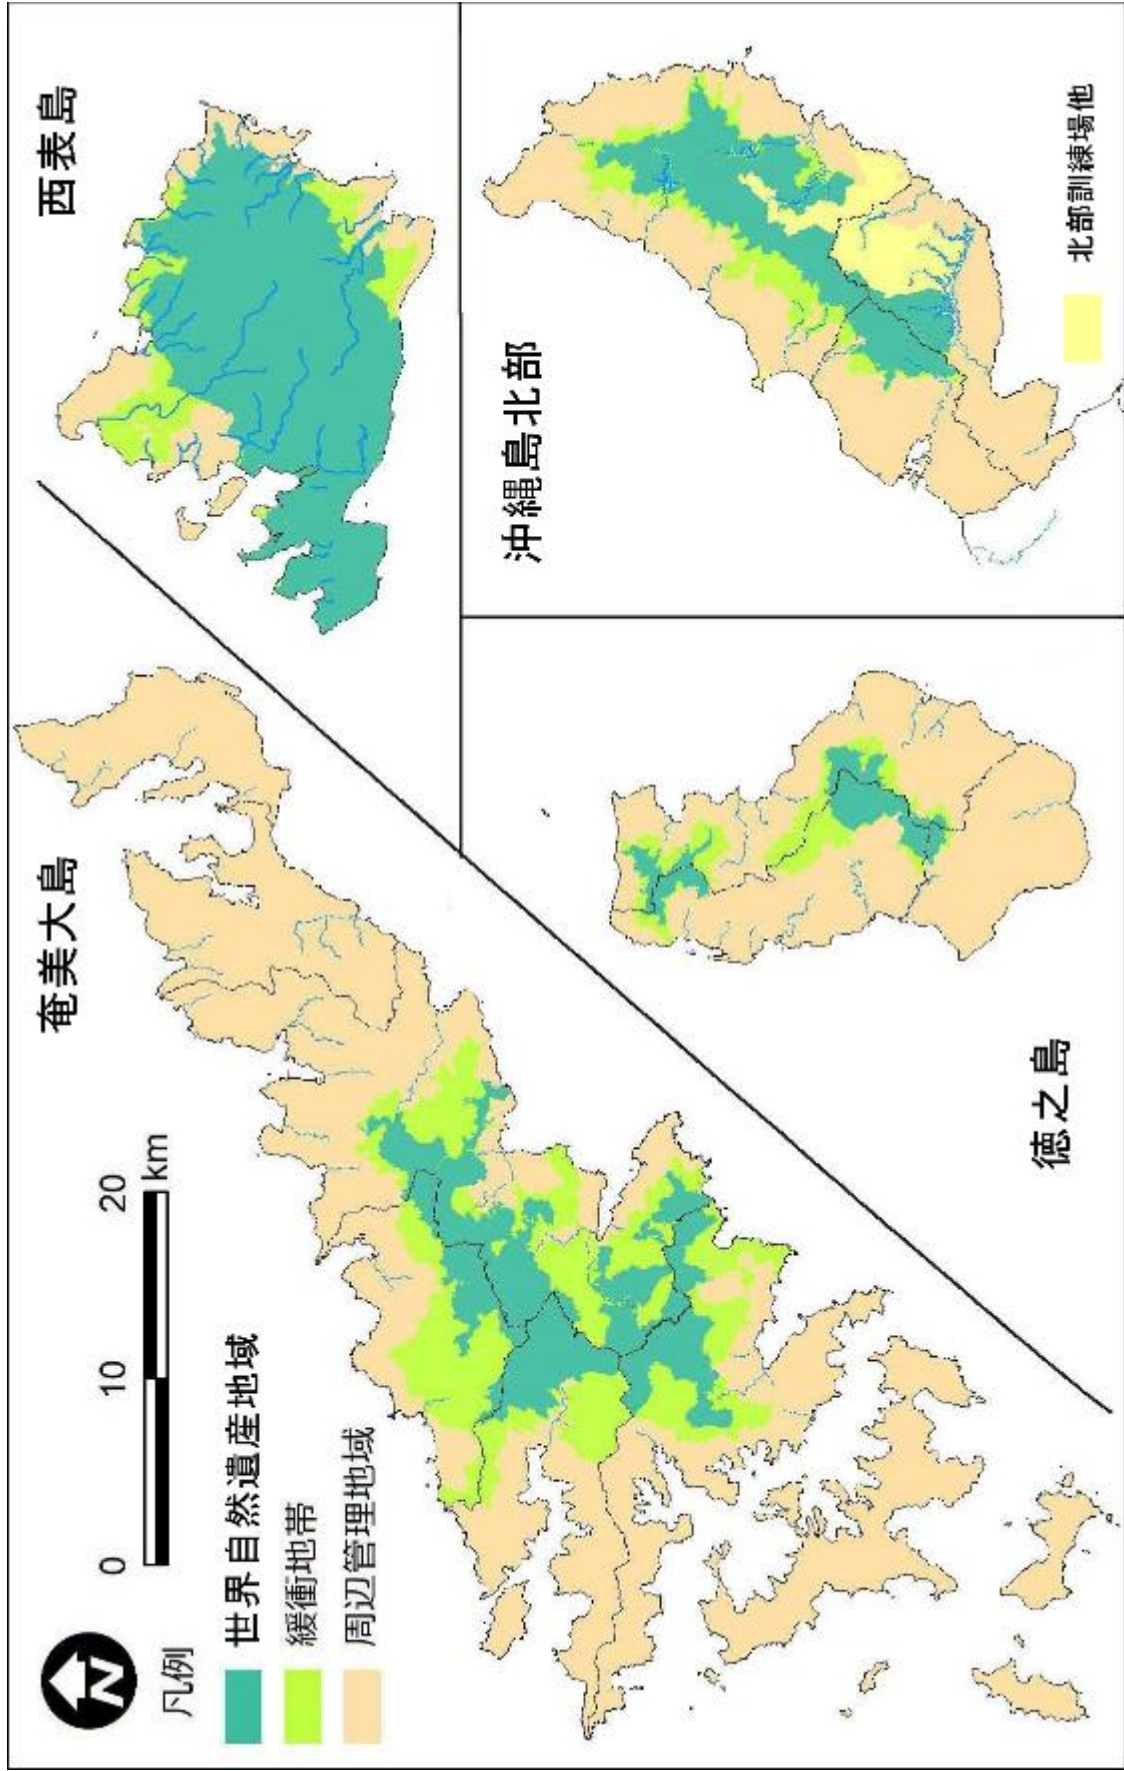 N
凡例
世界自然遺産地域
緩衝地帯
周辺管理地域
0 10 20 km
奄美大島
徳之島
西表島
沖縄島北部
北部訓練場他